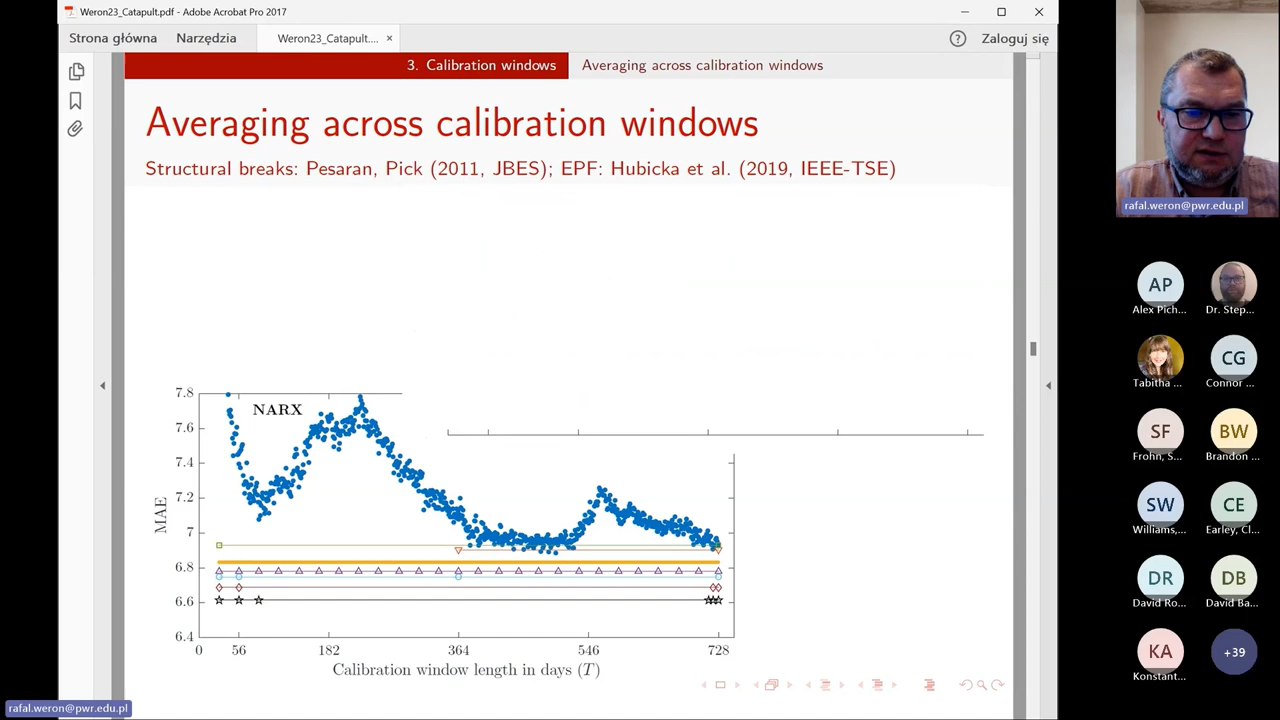 Weron23_Catapult.pdf - Adobe Acrobat Pro 2017
Strona główna
Narzędzia
Weron23_Catapult....
Zaloguj się
3. Calibration windows
Averaging across calibration windows
Averaging across calibration windows
Structural breaks: Pesaran, Pick (2011, JBES); EPF: Hubicka et al. (2019, IEEE-TSE)
7.8
NARX
7.6
7.4
7.2
7
6.8
6.6
6.4
MAE
0
56
182
364
546
728
Calibration window length in days (T)
rafal.weron@pwr.edu.pl
AP
Alex Pich...
Dr. Step...
Tabitha ...
CG
Connor ...
SF
Frohn, S...
BW
Brandon ...
SW
Williams,...
CE
Earley, Cl...
DR
David Ro...
DB
David Ba...
KA
Konstant...
+39
rafal.weron@pwr.edu.pl